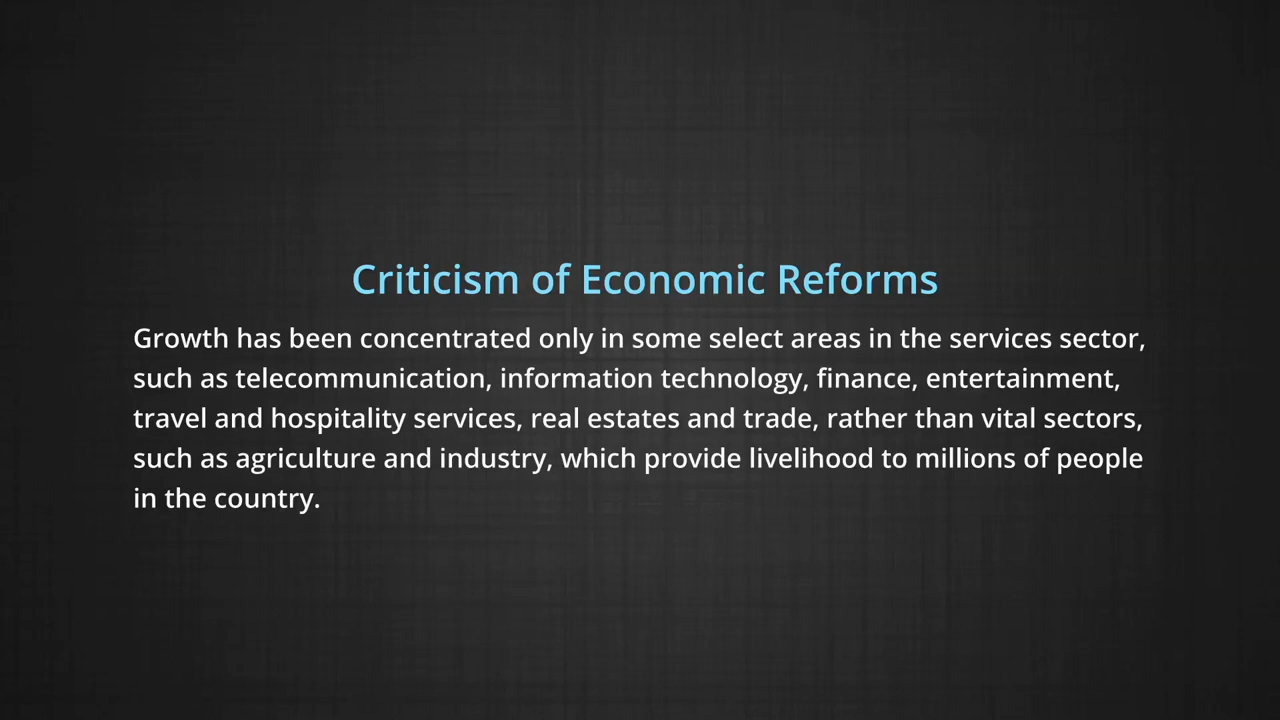 Criticism of Economic Reforms
Growth has been concentrated only in some select areas in the services sector,
such as telecommunication, information technology, finance, entertainment,
travel and hospitality services, real estates and trade, rather than vital sectors,
such as agriculture and industry, which provide livelihood to millions of people
in the country.